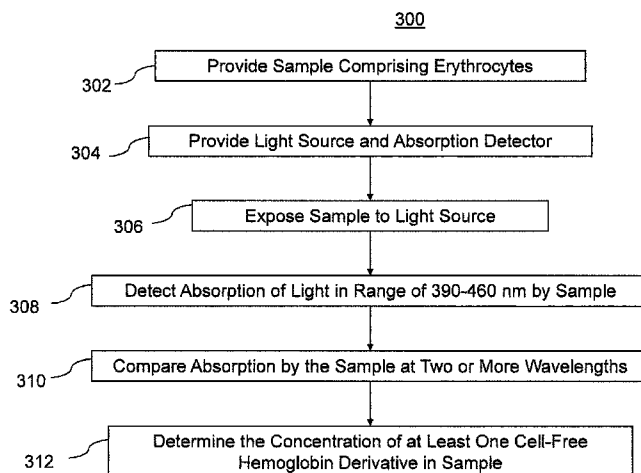 300
302
Provide Sample Comprising Erythrocytes
304
Provide Light Source and Absorption Detector
306
Expose Sample to Light Source
308
Detect Absorption of Light in Range of 390-460 nm by Sample
310
Compare Absorption by the Sample at Two or More Wavelengths
312
Determine the Concentration of at Least One Cell-Free
Hemoglobin Derivative in Sample